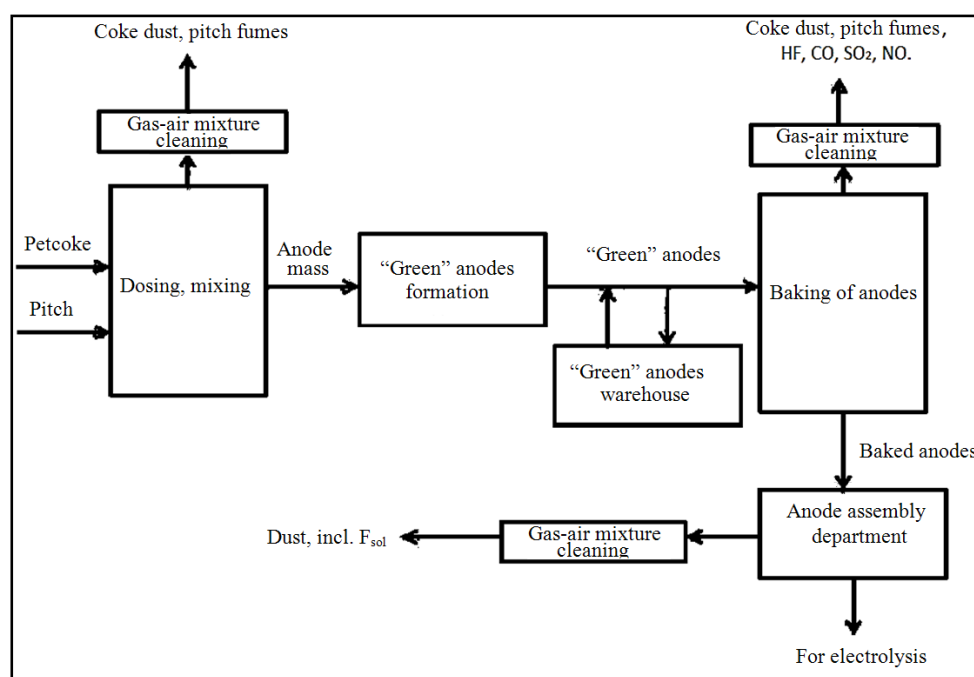 Coke dust, pitch fumes
Gas-air mixture
cleaning
Petcoke
Pitch
Dosing, mixing
Anode
mass
“Green” anodes
formation
“Green” anodes
“Green” anodes
warehouse
Coke dust, pitch fumes,
HF, CO, SO₂, NO.
Gas-air mixture
cleaning
Baking of anodes
Baked anodes
Anode assembly
department
Gas-air mixture
cleaning
Dust, incl. Fsol
For electrolysis